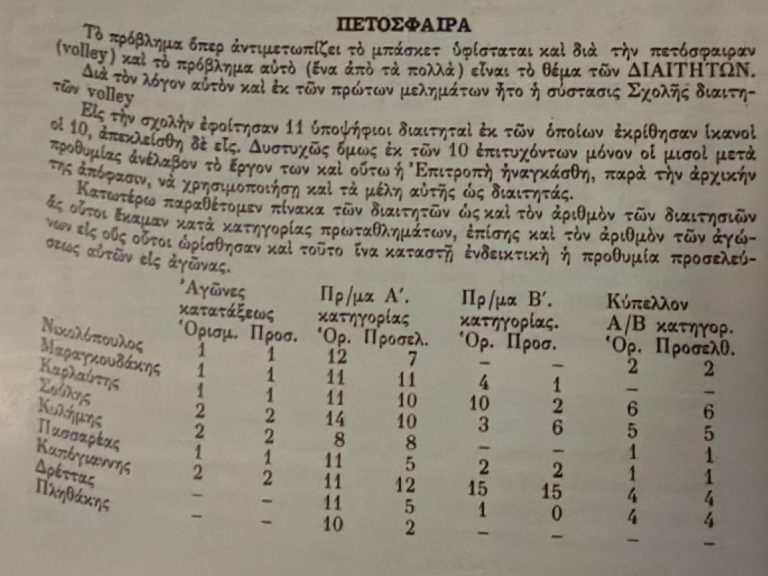 ΠΕΤΟΣΦΑΙΡΑ
Τὸ πρόβλημα ὅπερ ἀντιμετωπίζει τὸ μπάσκετ ὑφίσταται καὶ διὰ τὴν πετόσφαιραν
(volley) καὶ τὸ πρόβλημα αὐτὸ (ἕνα ἀπὸ τὰ πολλὰ) εἶναι τὸ θέμα τῶν ΔΙΑΙΤΗΤΩΝ.
Διὰ τὸν λόγον αὐτὸν καὶ ἐκ τῶν πρώτων μελημάτων ἦτο ἡ σύστασις Σχολῆς διαιτη-
τῶν volley
Εἰς τὴν σχολὴν ἐφοίτησαν 11 ὑποψήφιοι διαιτηταὶ ἐκ τῶν ὁποίων ἐκρίθησαν ἱκανοὶ
οἱ 10, ἀπεκλείσθη δὲ εἷς. Δυστυχῶς ὅμως ἐκ τῶν 10 ἐπιτυχόντων μόνον οἱ μισοὶ μετὰ
προθυμίας ἀνέλαβον τὸ ἔργον των καὶ οὕτω ἡ Ἐπιτροπὴ ἠναγκάσθη, παρὰ τὴν ἀρχικήν
της ἀπόφασιν, νὰ χρησιμοποιήσῃ καὶ τὰ μέλη αὐτῆς ὡς διαιτητάς.
Κατωτέρω παραθέτομεν πίνακα τῶν διαιτητῶν ὡς καὶ τὸν ἀριθμὸν τῶν διαιτησιῶν
ἃς οὗτοι ἔκαμαν κατὰ κατηγορίας πρωταθλημάτων, ἐπίσης καὶ τὸν ἀριθμὸν τῶν ἀγώ-
νων εἰς οὓς οὗτοι ὡρίσθησαν καὶ τοῦτο ἵνα καταστῇ ἐνδεικτικὴ ἡ προθυμία προσελεύ-
σεως αὐτῶν εἰς ἀγῶνας.
Ἀγῶνες Πρ/μα Α΄. Πρ/μα Β΄. Κύπελλον
κατατάξεως κατηγορίας κατηγορίας. Α/Β κατηγορ.
Ὁρισμ. Προσ. Ὁρ. Προσελ. Ὁρ. Προσ. Ὁρ. Προσελθ.
Νικολόπουλος 1 1 12 7 – – 2 2
Μαραγκουδάκης 1 1 11 11 4 1 – –
Καρλαύτης 1 1 11 10 10 2 6 6
Σούλης 2 2 14 10 3 6 5 5
Κυλήμης 2 2 8 8 – – 1 1
Πασσαρέας 1 1 11 5 2 2 1 1
Καπόγιαννης 2 2 11 12 15 15 4 4
Δρέττας – – 11 5 1 0 4 4
Πληθάκης – – 10 2 – – – –